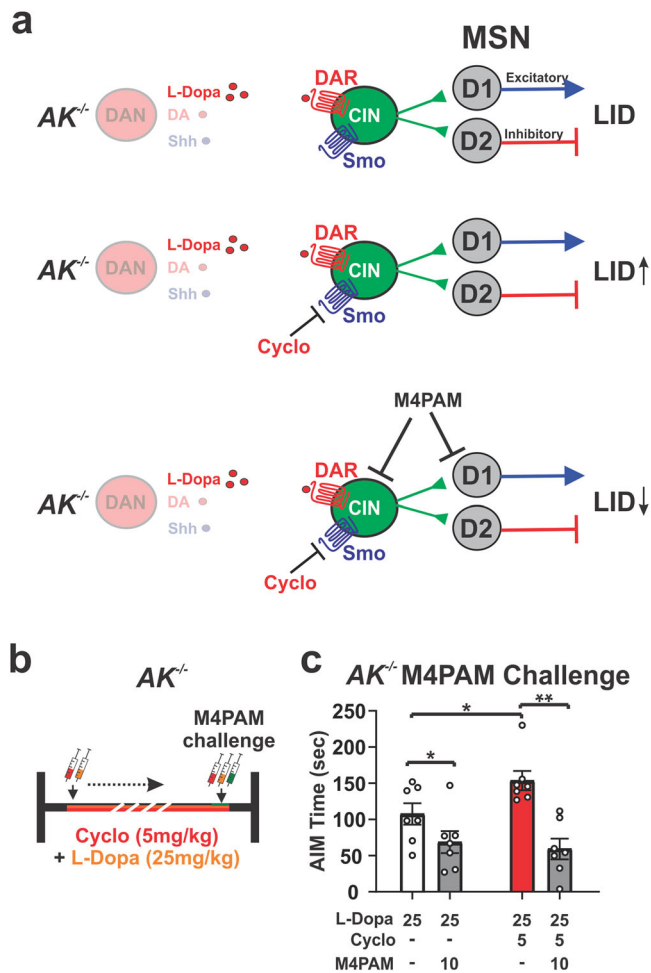 a
MSN
AK-/-
DAN
L-Dopa
DA
Shh
DAR
CIN
Smo
D1
Excitatory
D2
Inhibitory
LID
AK-/-
DAN
L-Dopa
DA
Shh
DAR
CIN
Smo
Cyclo
D1
D2
LID↑
M4PAM
AK-/-
DAN
L-Dopa
DA
Shh
DAR
CIN
Smo
Cyclo
D1
D2
LID↓
b
AK-/-
M4PAM
challenge
Cyclo (5mg/kg)
+ L-Dopa (25mg/kg)
c
AK-/- M4PAM Challenge
AIM Time (sec)
250
200
150
100
50
0
*
*
**
L-Dopa 25 25 25 25
Cyclo - - 5 5
M4PAM - 10 - 10